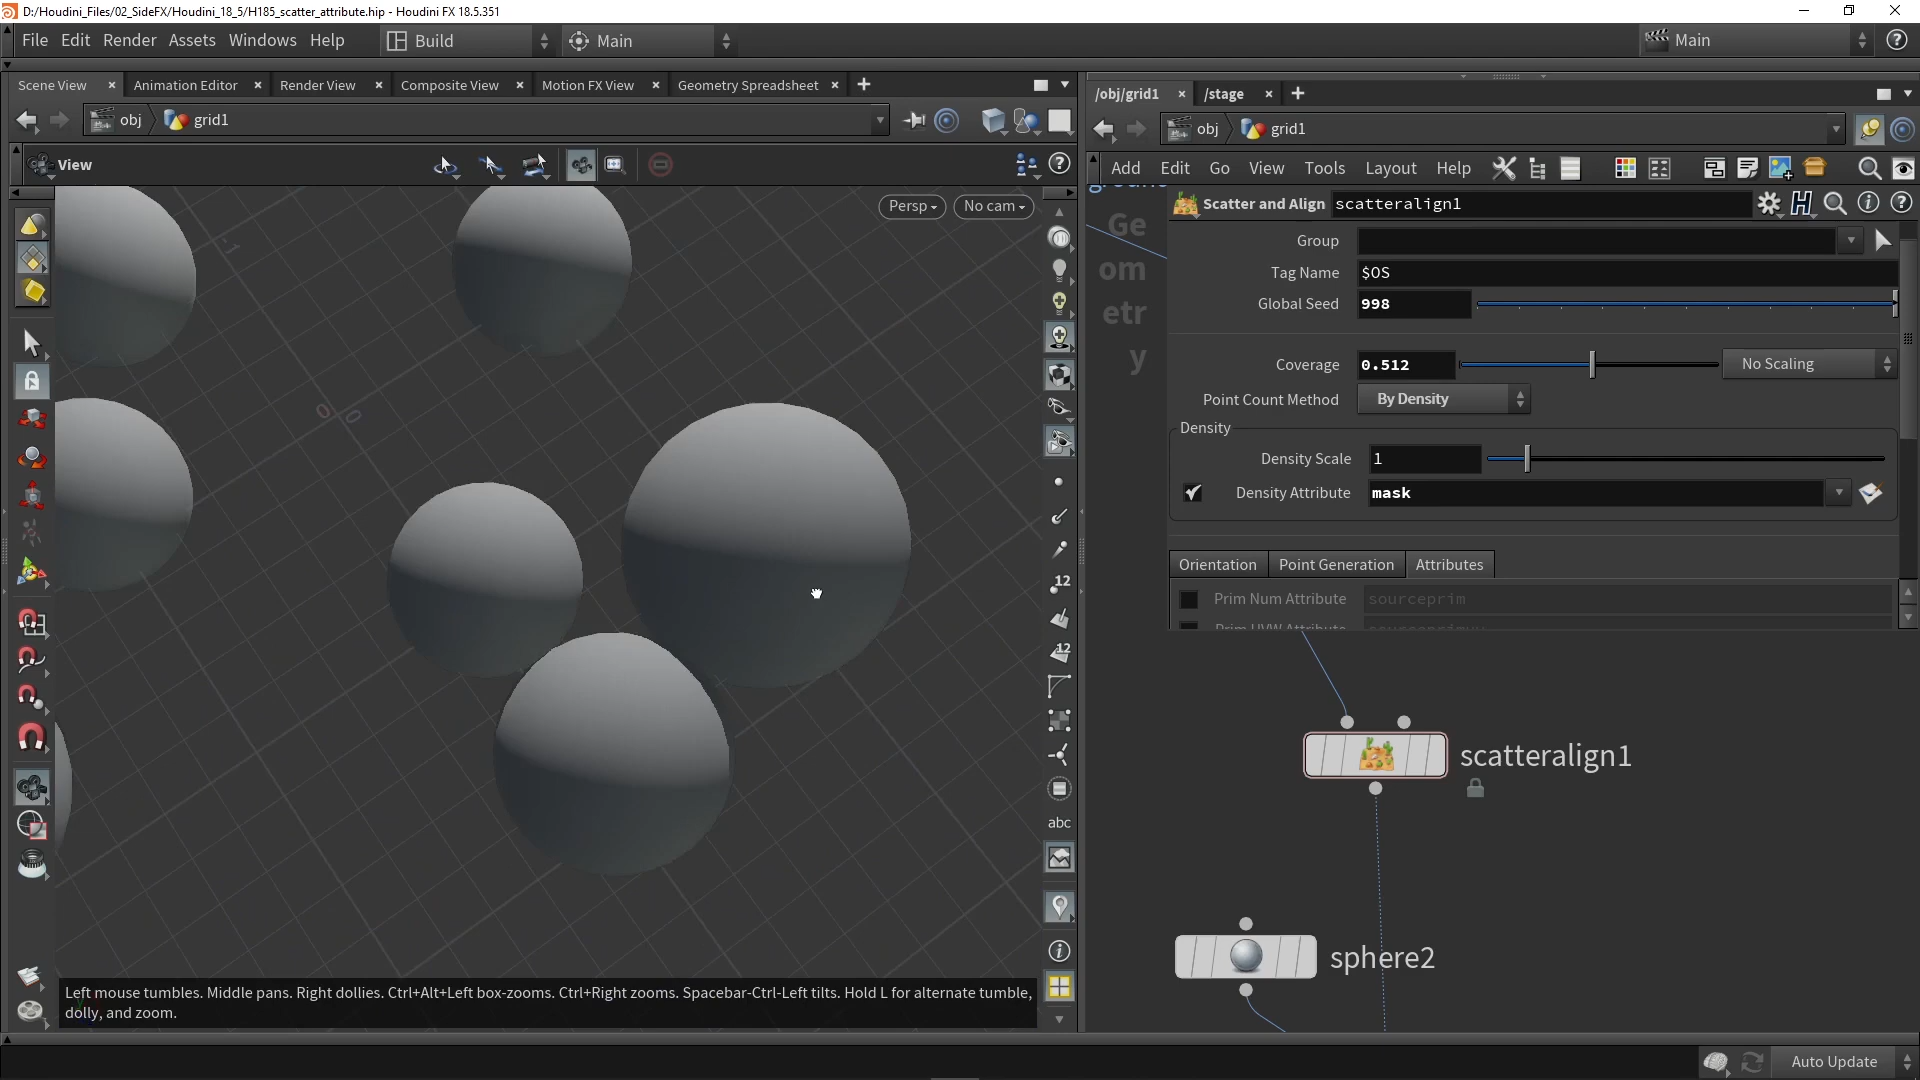 D:/Houdini_Files/02_SideFX/Houdini_18_5/H185_scatter_attribute.hip - Houdini FX 18.5.351
File Edit Render Assets Windows Help
Build
Main
Main
Scene View
Animation Editor
Render View
Composite View
Motion FX View
Geometry Spreadsheet
/obj/grid1
/stage
obj
grid1
obj
grid1
View
Add Edit Go View Tools Layout Help
Persp
No cam
Ge
om
etr
y
Scatter and Align
scatteralign1
Group
Tag Name
$OS
Global Seed
998
Coverage
0.512
No Scaling
Point Count Method
By Density
Density
Density Scale
1
Density Attribute
mask
Orientation
Point Generation
Attributes
Prim Num Attribute
sourceprim
12
12
abc
scatteralign1
sphere2
Left mouse tumbles. Middle pans. Right dollies. Ctrl+Alt+Left box-zooms. Ctrl+Right zooms. Spacebar-Ctrl-Left tilts. Hold L for alternate tumble,
dolly, and zoom.
Auto Update